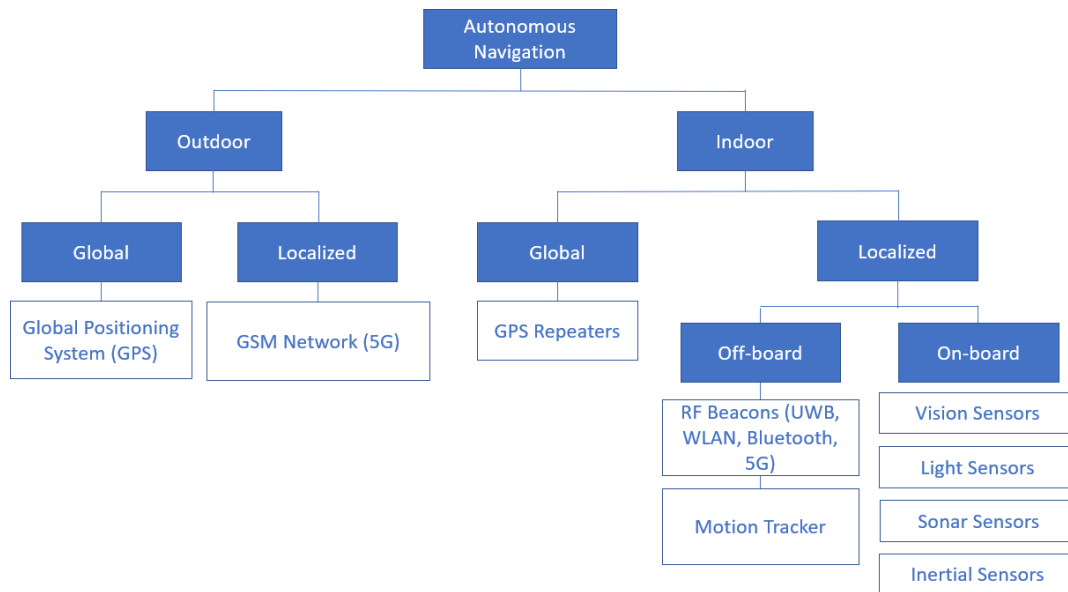 Autonomous
Navigation
Outdoor
Indoor
Global
Localized
Global
Localized
Global Positioning
System (GPS)
GSM Network (5G)
GPS Repeaters
Off-board
On-board
RF Beacons (UWB,
WLAN, Bluetooth,
5G)
Motion Tracker
Vision Sensors
Light Sensors
Sonar Sensors
Inertial Sensors